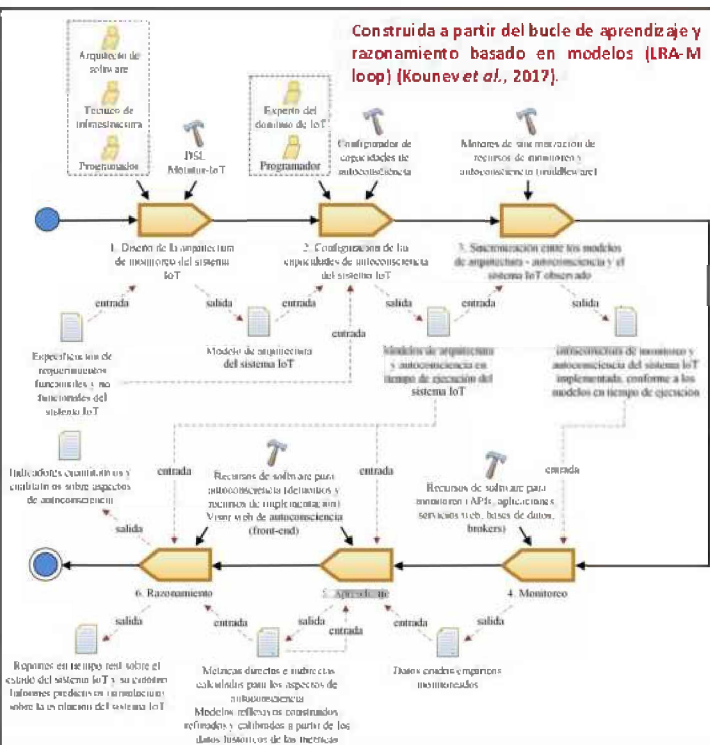 Construida a partir del bucle de aprendizaje y
razonamiento basado en modelos (LRA-M
loop) (Kounev et al., 2017).
Arquitecto de
software
Técnico de
infraestructura
Programador
DSL
Monitor-IoT
Experto del
dominio de IoT
Programador
Configurador de
capacidades de
autoconsciencia
Motores de sincronización de
recursos de monitoreo y
autoconsciencia (middleware)
1. Diseño de la arquitectura
de monitoreo del sistema
IoT
2. Configuración de las
capacidades de autoconsciencia
del sistema IoT
3. Sincronización entre los modelos
de arquitectura - autoconsciencia y el
sistema IoT observado
entrada
salida
entrada
salida
entrada
salida
entrada
Especificación de
requerimientos
funcionales y no
funcionales del
sistema IoT
Modelo de arquitectura
del sistema IoT
Modelos de arquitectura
y autoconsciencia en
tiempo de ejecución del
sistema IoT
Infraestructura de monitoreo y
autoconsciencia del sistema IoT
implementada, conforme a los
modelos en tiempo de ejecución
Indicadores cuantitativos y
cualitativos sobre aspectos
de autoconsciencia
entrada
Recursos de software para
autoconsciencia (demonios y
recursos de implementación)
Visor web de autoconsciencia
(front-end)
entrada
Recursos de software para
monitoreo (APIs, aplicaciones,
servicios web, bases de datos,
brokers)
entrada
salida
6. Razonamiento
5. Aprendizaje
4. Monitoreo
salida
entrada
salida
entrada
entrada
salida
Reportes en tiempo real sobre el
estado del sistema IoT y su entorno
Informes predictivos
sobre la evolución del sistema IoT
Métricas directas e indirectas
calculadas para los aspectos de
autoconsciencia
Modelos reflexivos construidos,
refinados y calibrados a partir de los
datos históricos de las métricas
Datos crudos empíricos
monitoreados